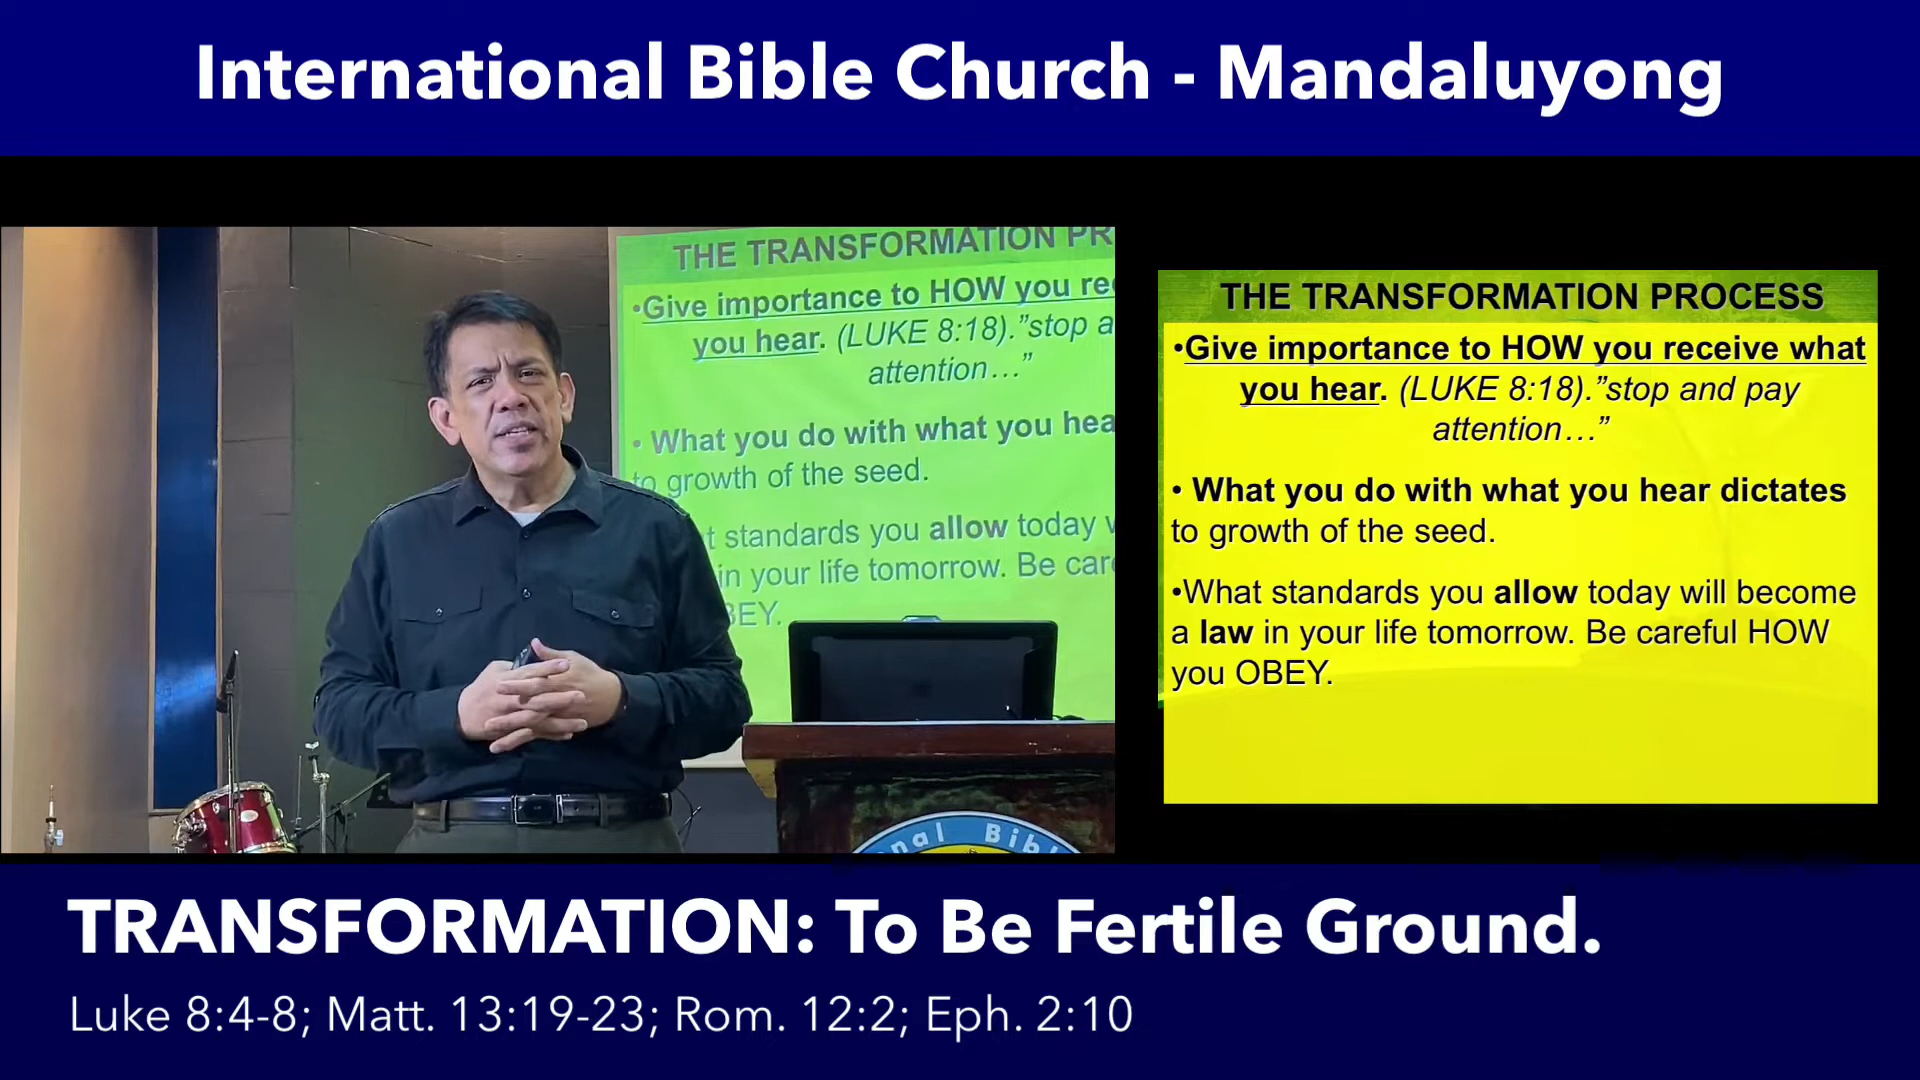 International Bible Church - Mandaluyong
THE TRANSFORMATION PR
•Give importance to HOW you rec
you hear. (LUKE 8:18)."stop a
attention…"
• What you do with what you hea
to growth of the seed.
t standards you allow today w
in your life tomorrow. Be care
BEY.
nal Bibl
THE TRANSFORMATION PROCESS
•Give importance to HOW you receive what
you hear. (LUKE 8:18)."stop and pay
attention…"
• What you do with what you hear dictates
to growth of the seed.
•What standards you allow today will become
a law in your life tomorrow. Be careful HOW
you OBEY.
TRANSFORMATION: To Be Fertile Ground.
Luke 8:4-8; Matt. 13:19-23; Rom. 12:2; Eph. 2:10